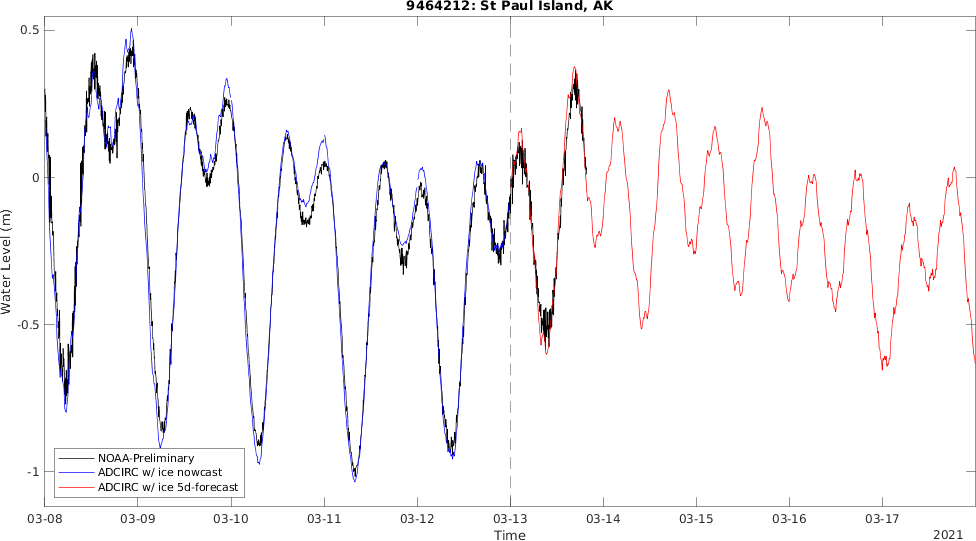 9464212: St Paul Island, AK
0.5
0
-0.5
-1
Water Level (m)
NOAA-Preliminary
ADCIRC w/ ice nowcast
ADCIRC w/ ice 5d-forecast
03-08 03-09 03-10 03-11 03-12 03-13 03-14 03-15 03-16 03-17
Time
2021